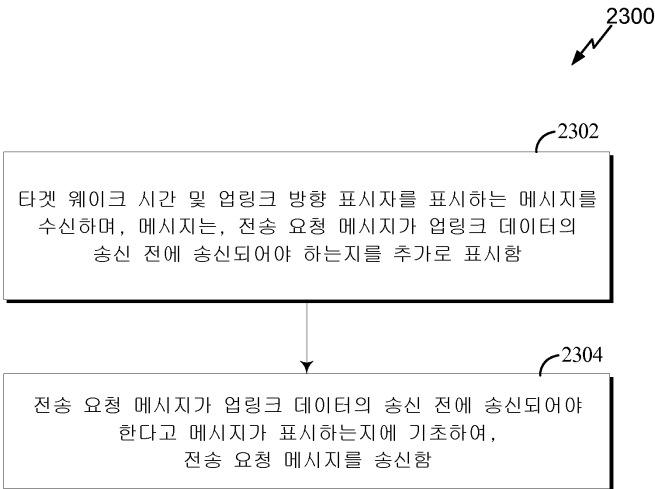 2300
2302
타겟 웨이크 시간 및 업링크 방향 표시자를 표시하는 메시지를
수신하며, 메시지는, 전송 요청 메시지가 업링크 데이터의
송신 전에 송신되어야 하는지를 추가로 표시함
2304
전송 요청 메시지가 업링크 데이터의 송신 전에 송신되어야
한다고 메시지가 표시하는지에 기초하여,
전송 요청 메시지를 송신함